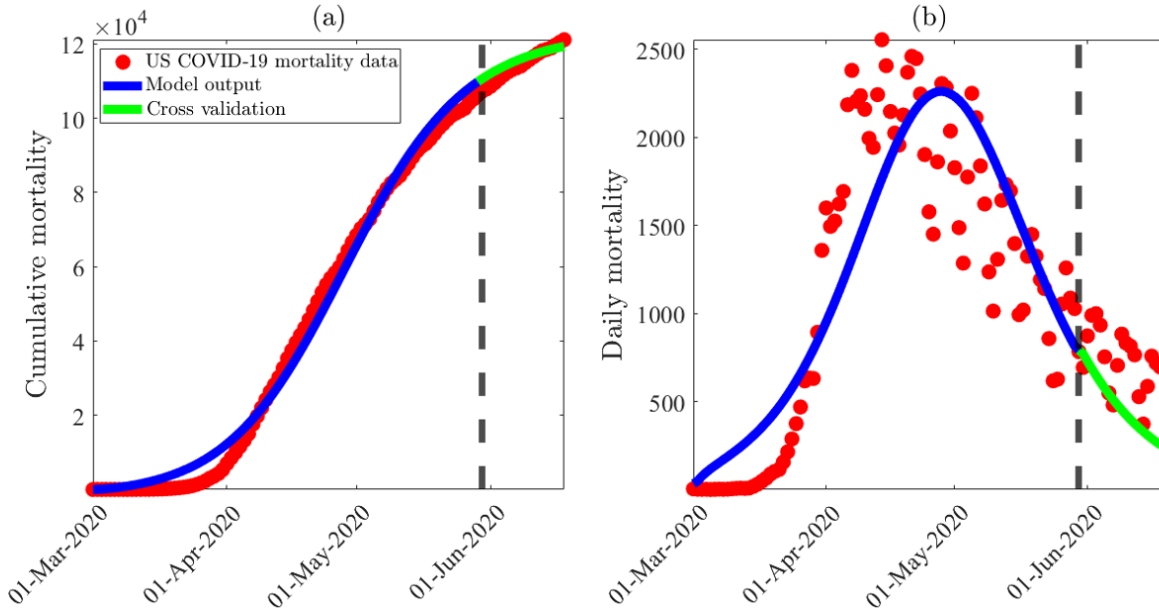 (a)
×10⁴
12
10
8
6
4
2
Cumulative mortality
US COVID-19 mortality data
Model output
Cross validation
01-Mar-2020
01-Apr-2020
01-May-2020
01-Jun-2020
(b)
2500
2000
1500
1000
500
Daily mortality
01-Mar-2020
01-Apr-2020
01-May-2020
01-Jun-2020